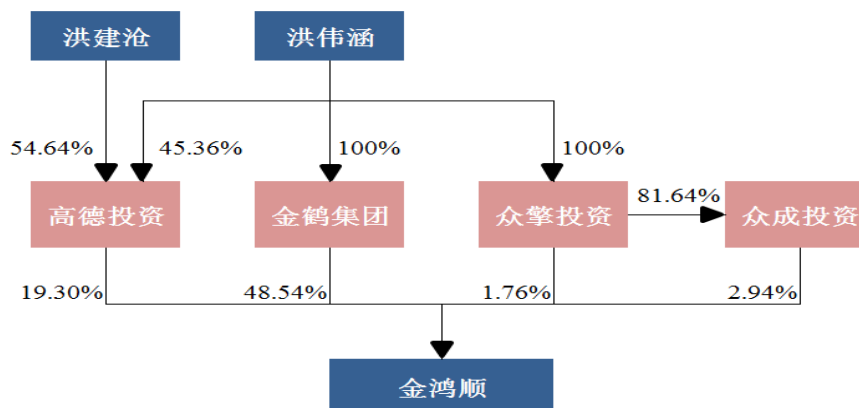 洪建沧
洪伟涵
54.64%
45.36%
100%
100%
高德投资
金鹤集团
众擎投资
81.64%
众成投资
19.30%
48.54%
1.76%
2.94%
金鸿顺